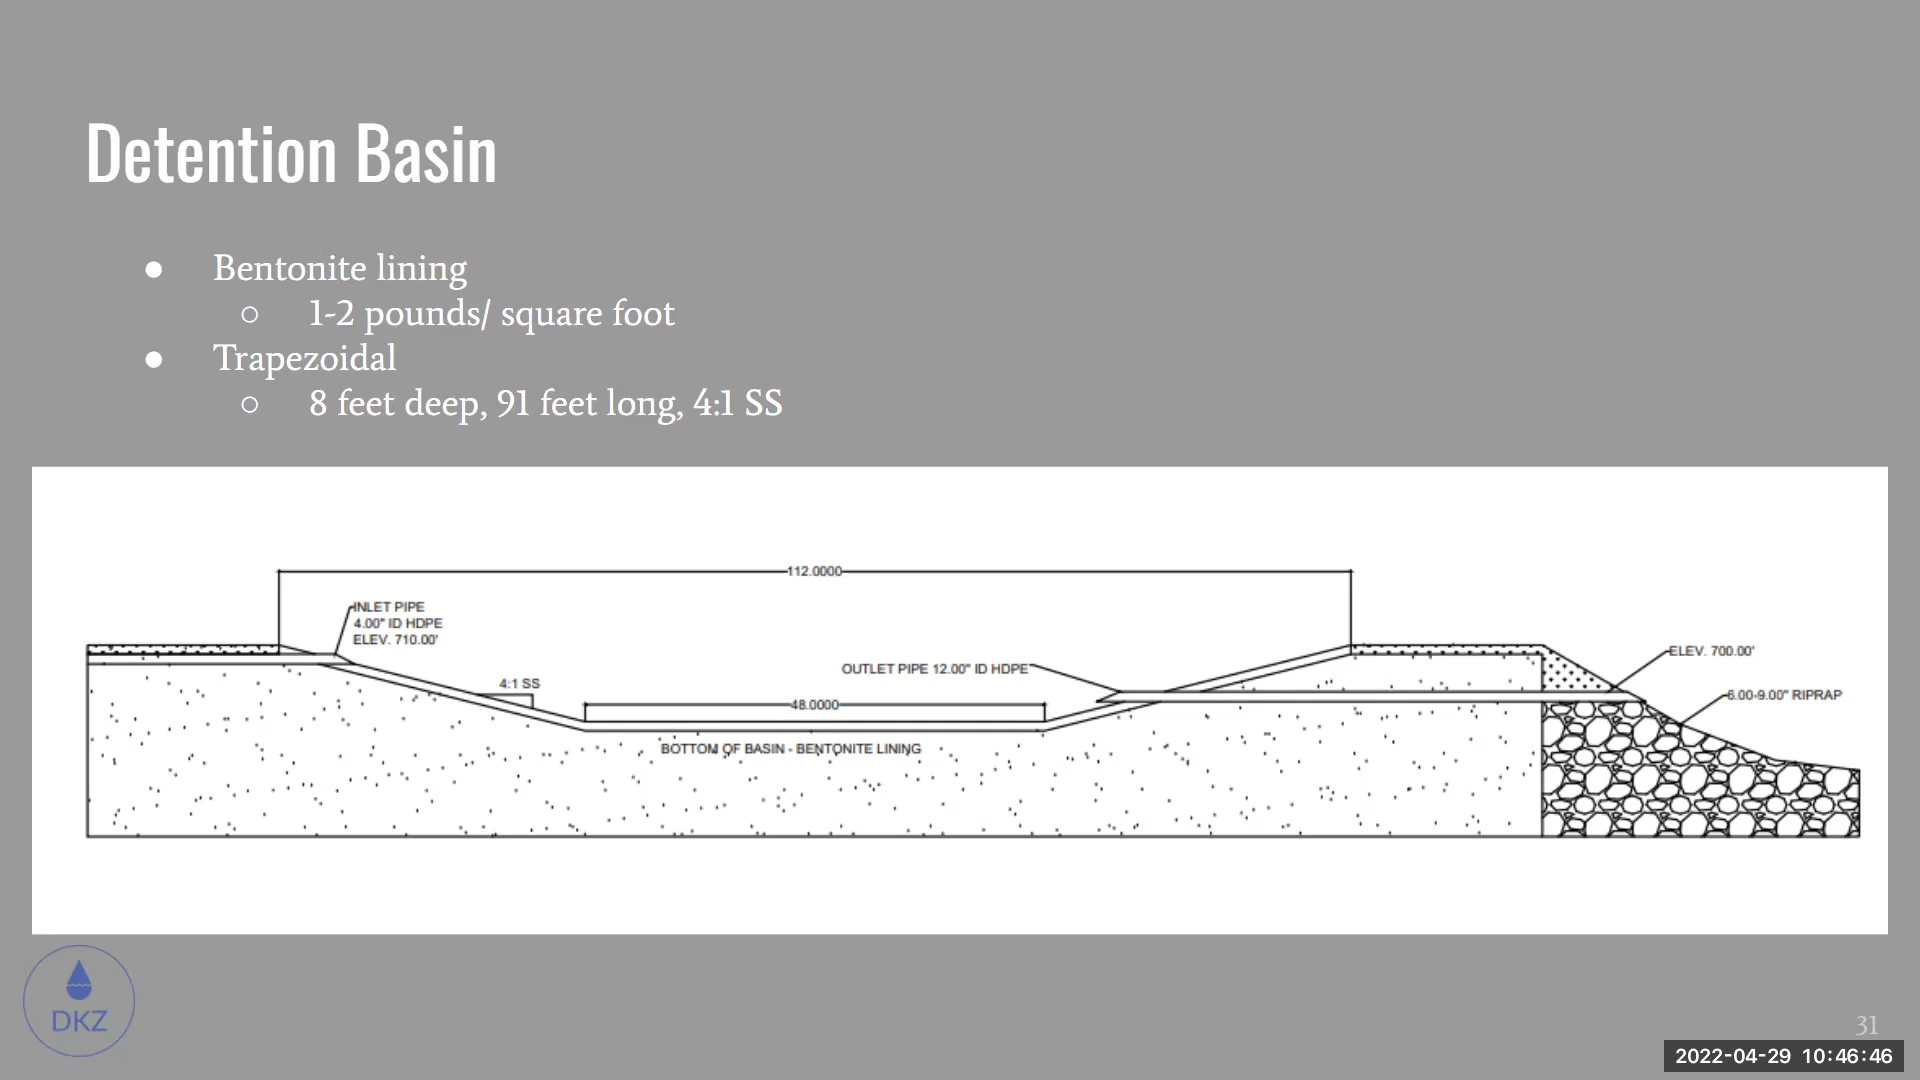 Detention Basin
● Bentonite lining
○ 1-2 pounds/ square foot
● Trapezoidal
○ 8 feet deep, 91 feet long, 4:1 SS
112.0000
INLET PIPE
4.00" ID HDPE
ELEV. 710.00'
ELEV. 700.00'
OUTLET PIPE 12.00" ID HDPE
4:1 SS
6.00-9.00" RIPRAP
48.0000
BOTTOM OF BASIN - BENTONITE LINING
DKZ
31
2022-04-29 10:46:46